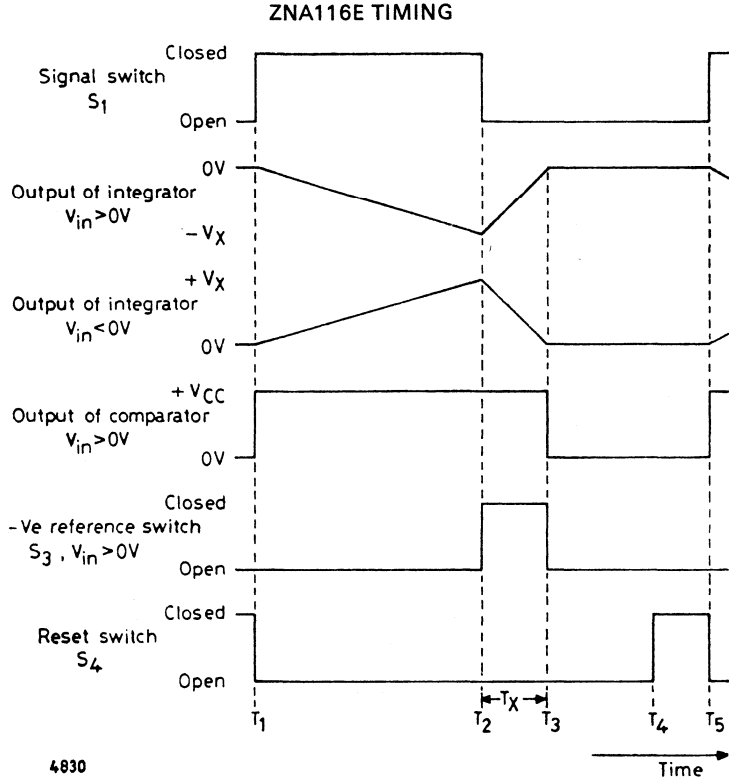 ZNA116E TIMING
Closed
Signal switch
S1
Open
0V
Output of integrator
Vin>0V
-VX
+VX
Output of integrator
Vin<0V
0V
+VCC
Output of comparator
Vin>0V
0V
Closed
-Ve reference switch
S3, Vin>0V
Open
Closed
Reset switch
S4
Open
TX
T1 T2 T3 T4 T5
4830
Time